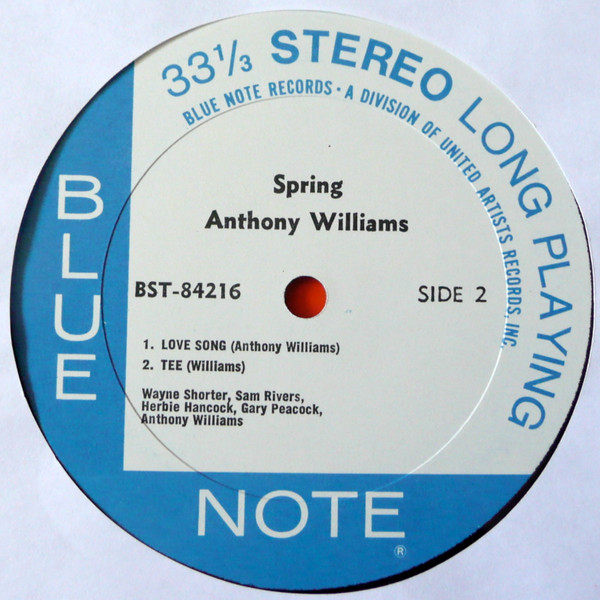 33⅓ STEREO LONG PLAYING
BLUE NOTE RECORDS • A DIVISION OF UNITED ARTISTS RECORDS, INC.
Spring
Anthony Williams
BST-84216
SIDE 2
1. LOVE SONG (Anthony Williams)
2. TEE (Williams)
Wayne Shorter, Sam Rivers,
Herbie Hancock, Gary Peacock,
Anthony Williams
BLUE
NOTE
®